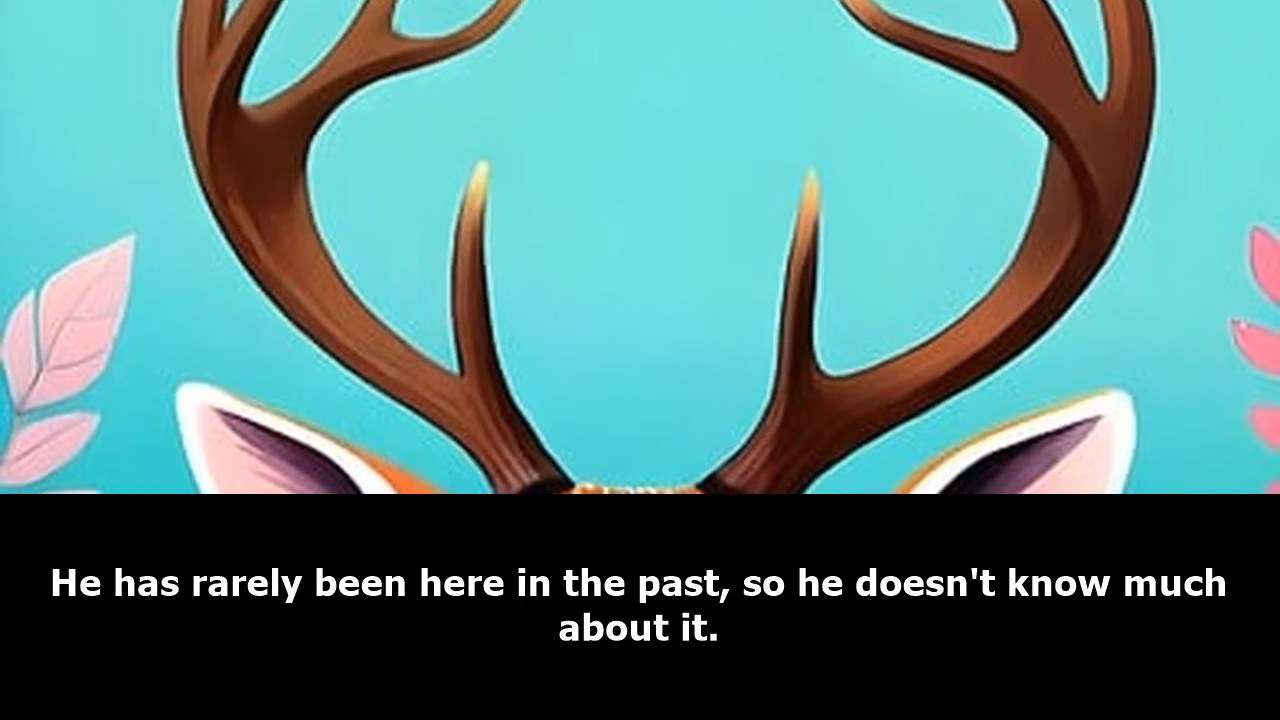 He has rarely been here in the past, so he doesn't know much
about it.